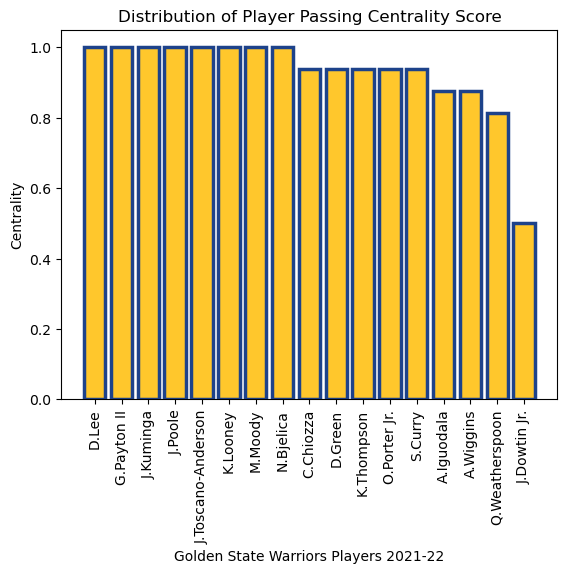 Distribution of Player Passing Centrality Score
1.0
0.8
0.6
0.4
0.2
0.0
Centrality
D.Lee
G.Payton II
J.Kuminga
J.Poole
J.Toscano-Anderson
K.Looney
M.Moody
N.Bjelica
C.Chiozza
D.Green
K.Thompson
O.Porter Jr.
S.Curry
A.Iguodala
A.Wiggins
Q.Weatherspoon
J.Dowtin Jr.
Golden State Warriors Players 2021-22